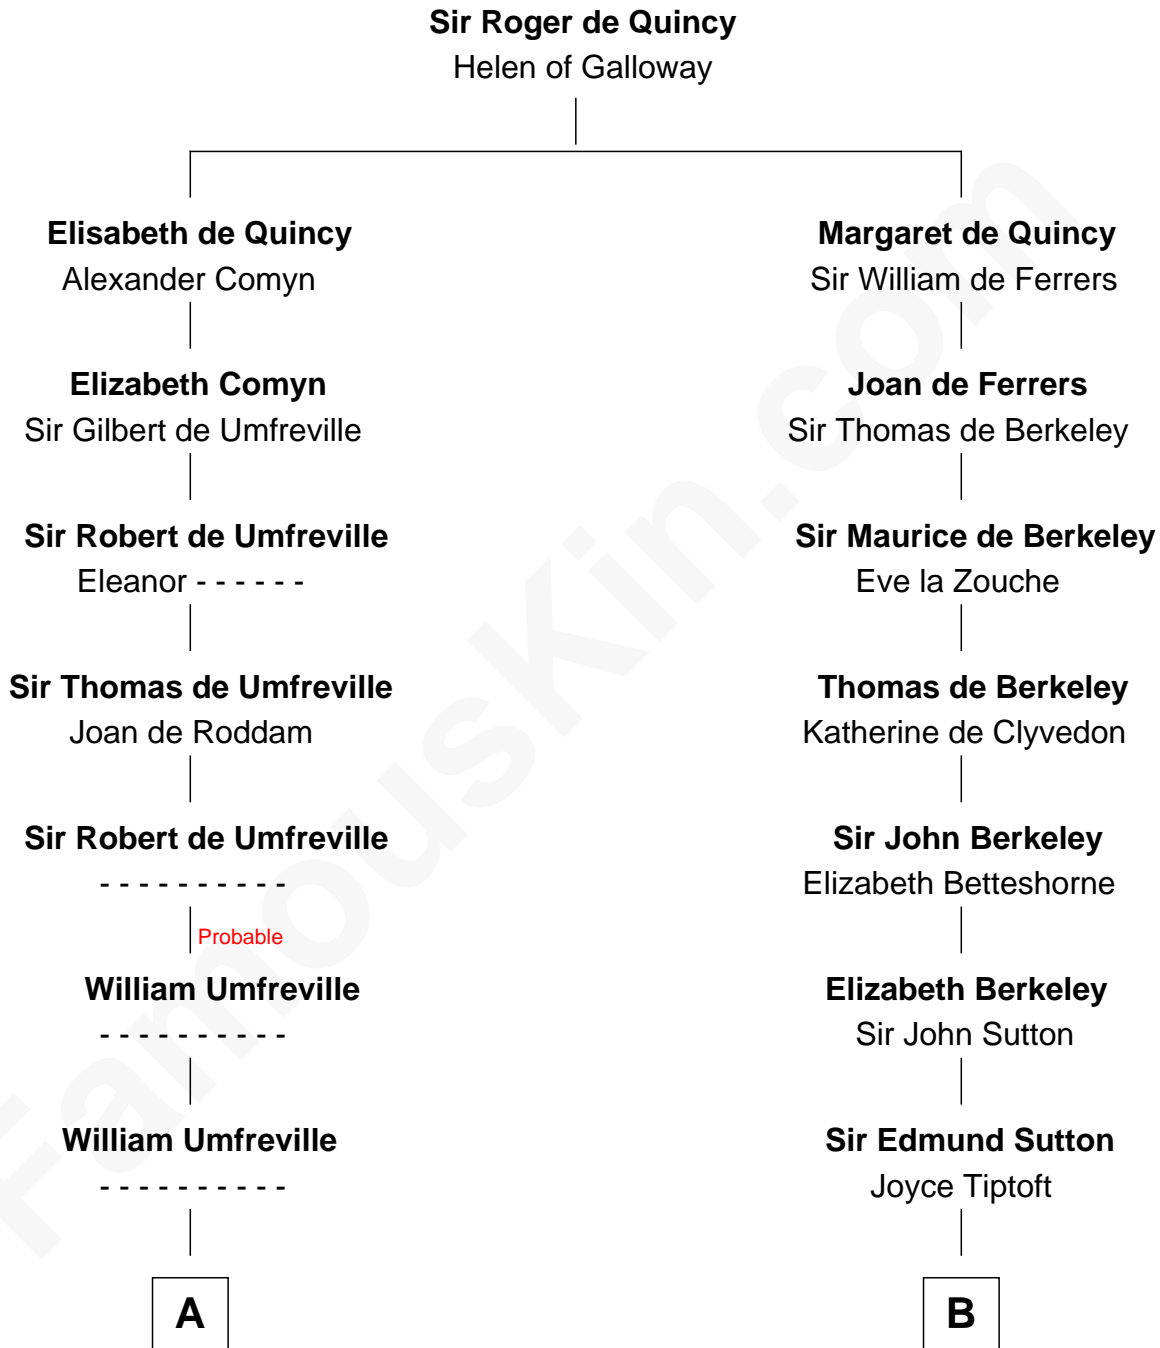 Sir Roger de Quincy
Helen of Galloway
Elisabeth de Quincy
Alexander Comyn
Margaret de Quincy
Sir William de Ferrers
Elizabeth Comyn
Sir Gilbert de Umfreville
Joan de Ferrers
Sir Thomas de Berkeley
Sir Robert de Umfreville
Eleanor - - - - - -
Sir Maurice de Berkeley
Eve la Zouche
Sir Thomas de Umfreville
Joan de Roddam
Thomas de Berkeley
Katherine de Clyvedon
Sir Robert de Umfreville
- - - - - - - - - -
Sir John Berkeley
Elizabeth Betteshorne
Probable
William Umfreville
- - - - - - - - - -
Elizabeth Berkeley
Sir John Sutton
William Umfreville
- - - - - - - - - -
Sir Edmund Sutton
Joyce Tiptoft
A
B
FamousKin.com